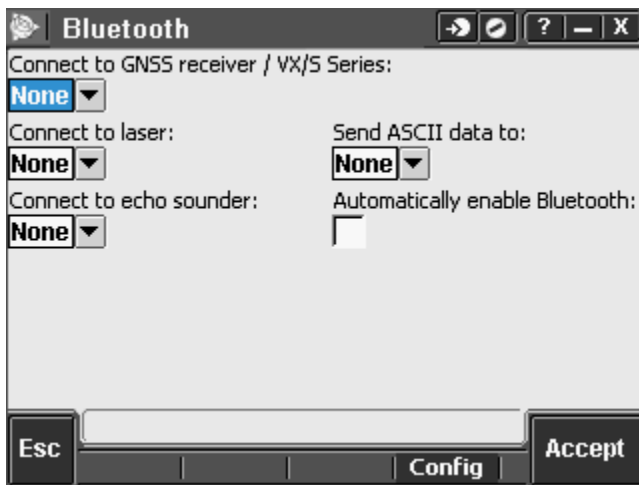 Bluetooth ? — X
Connect to GNSS receiver / VX/S Series:
None
Connect to laser: Send ASCII data to:
None None
Connect to echo sounder: Automatically enable Bluetooth:
None
Esc Config Accept